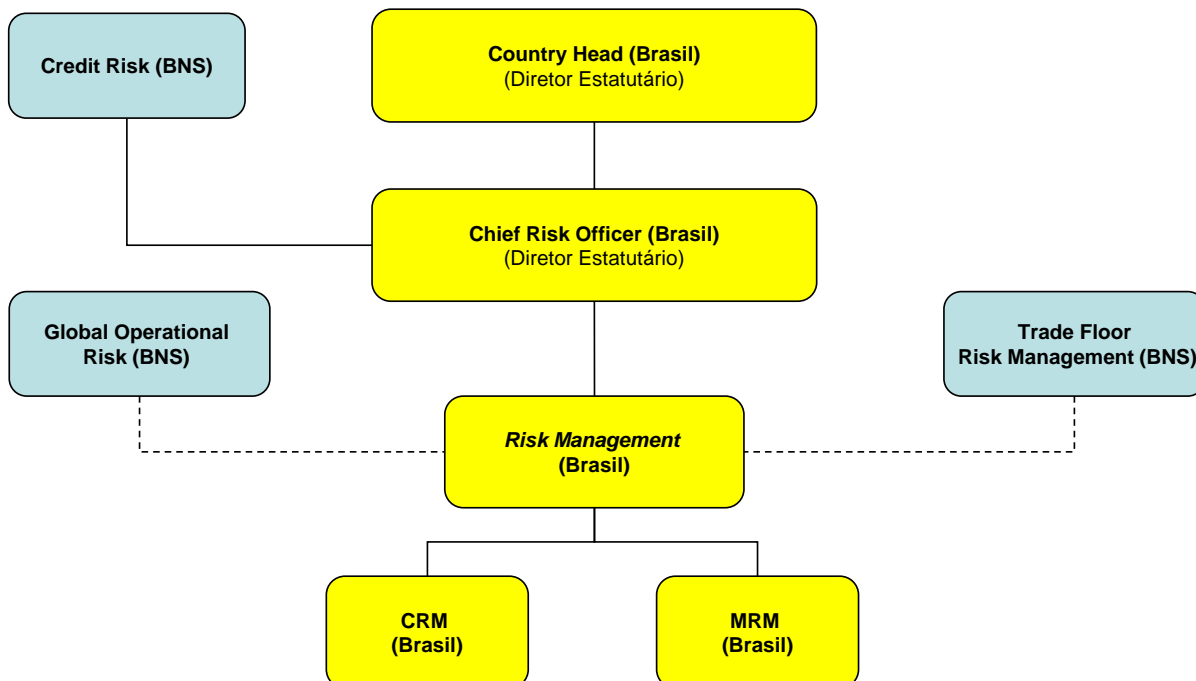 Credit Risk (BNS)
Country Head (Brasil)
(Diretor Estatutário)
Chief Risk Officer (Brasil)
(Diretor Estatutário)
Global Operational
Risk (BNS)
Trade Floor
Risk Management (BNS)
Risk Management
(Brasil)
CRM
(Brasil)
MRM
(Brasil)